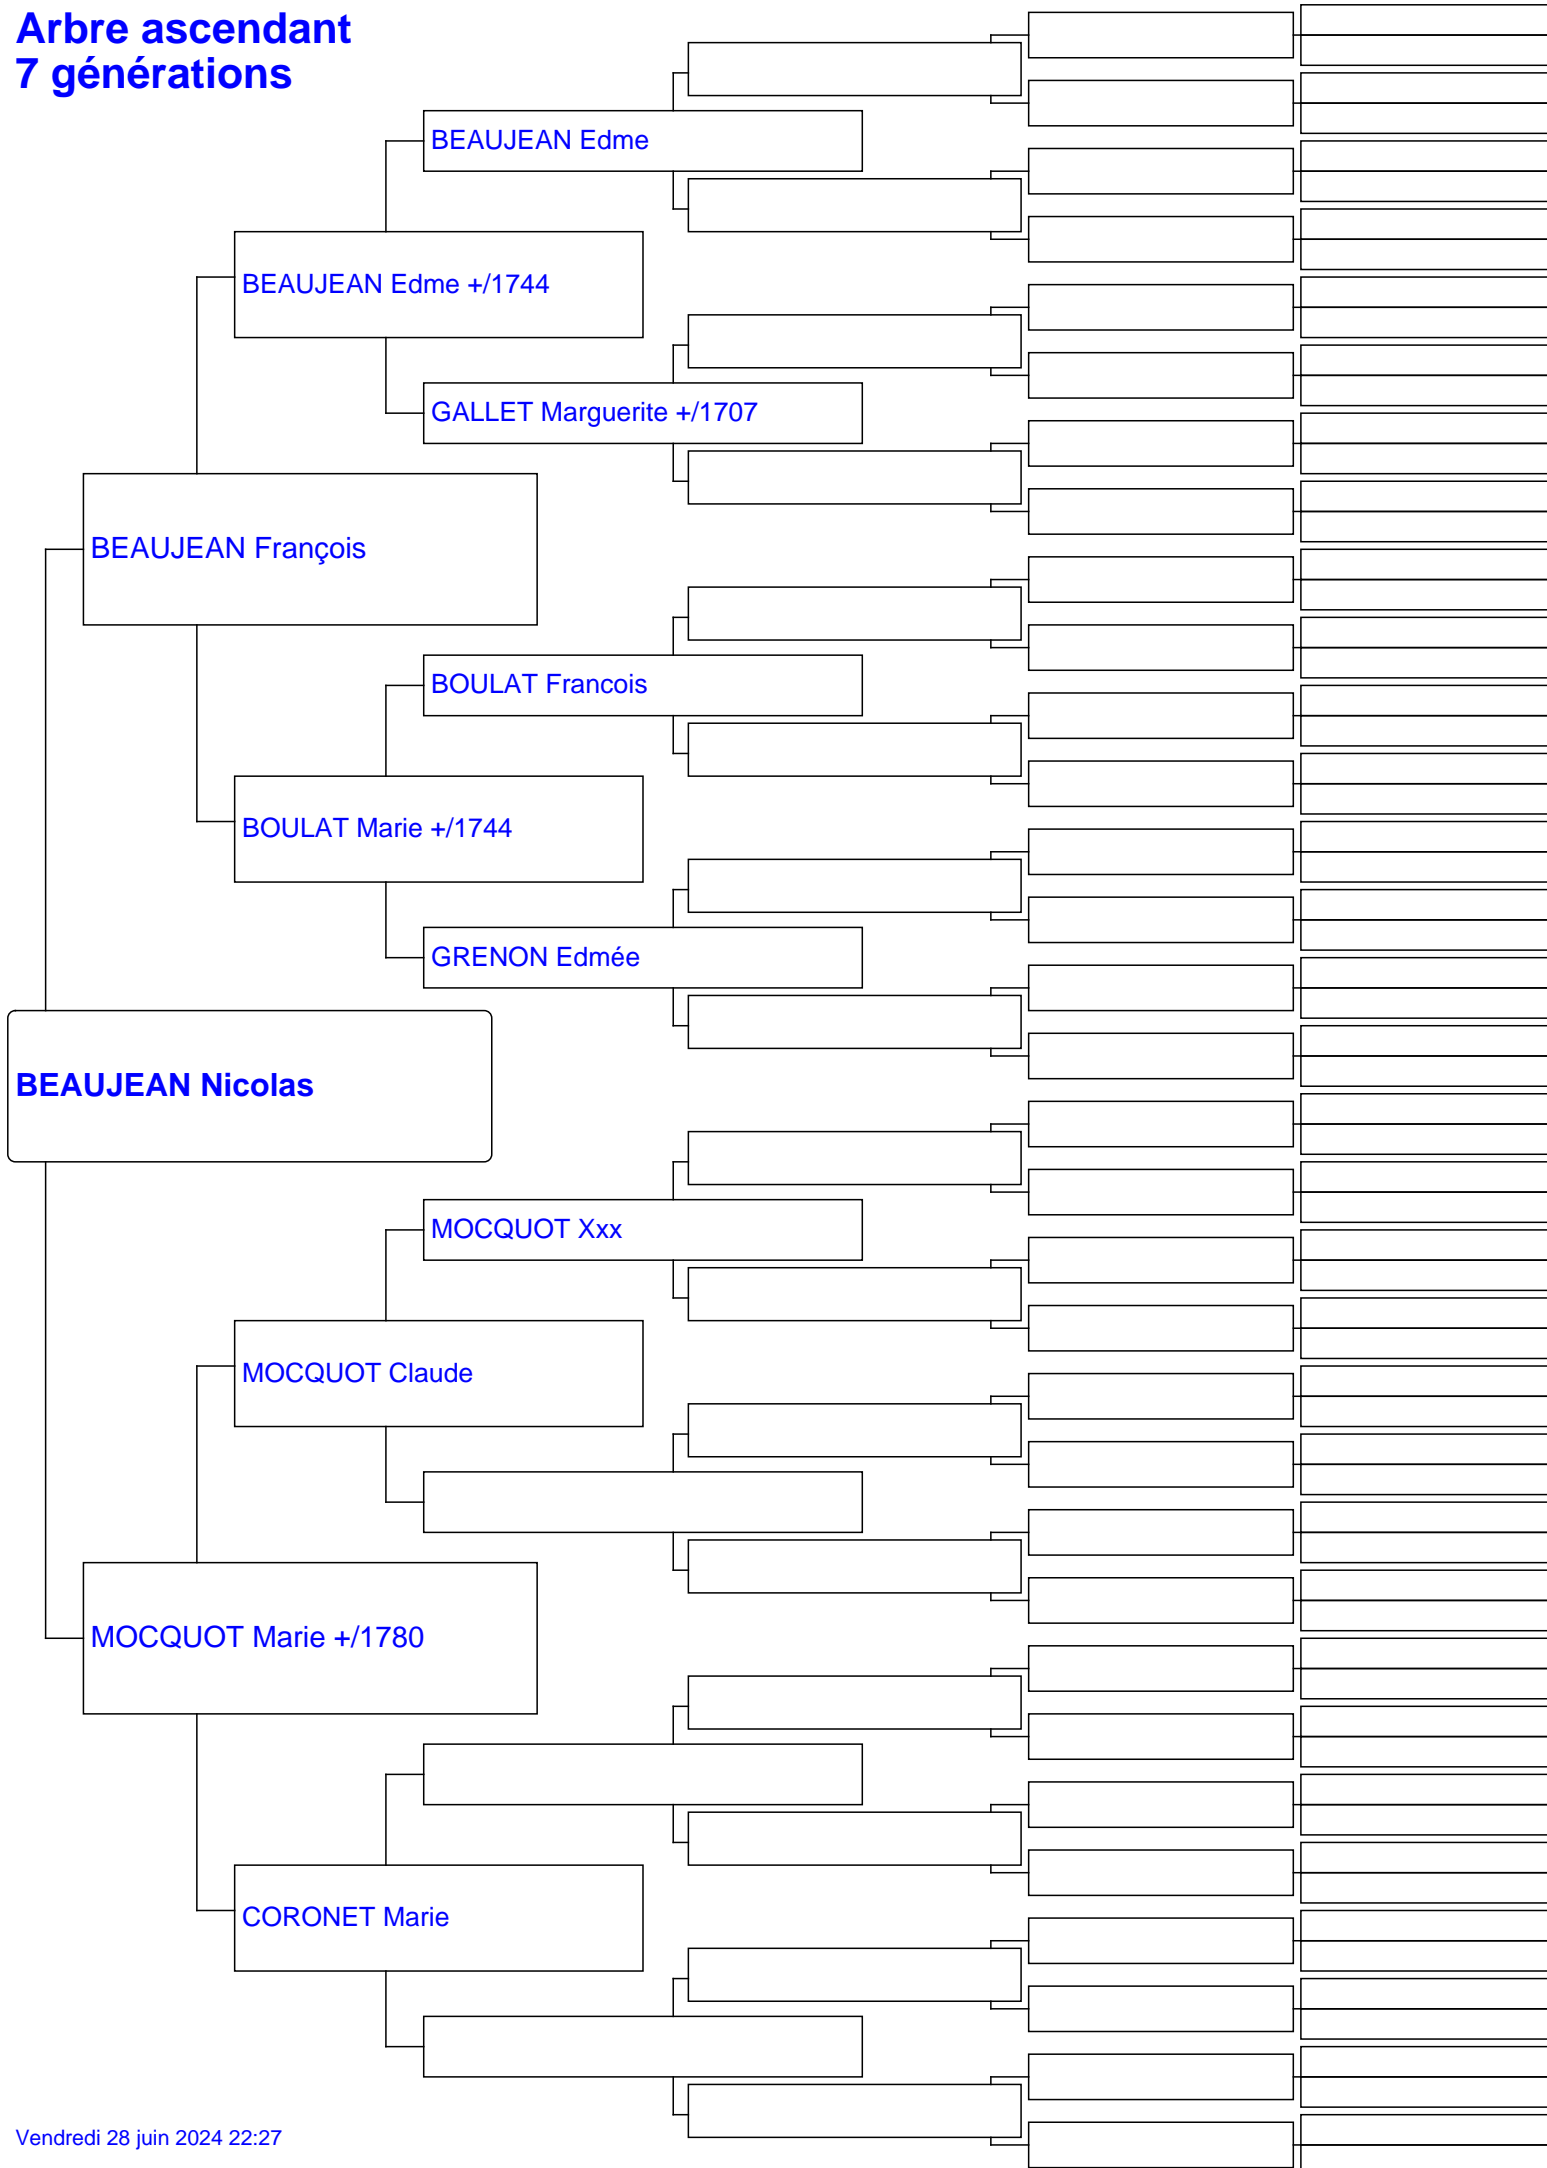 Arbre ascendant
7 générations
BEAUJEAN Edme
BEAUJEAN Edme +/1744
GALLET Marguerite +/1707
BEAUJEAN François
BOULAT Francois
BOULAT Marie +/1744
GRENON Edmée
BEAUJEAN Nicolas
MOCQUOT Xxx
MOCQUOT Claude
MOCQUOT Marie +/1780
CORONET Marie
Vendredi 28 juin 2024 22:27